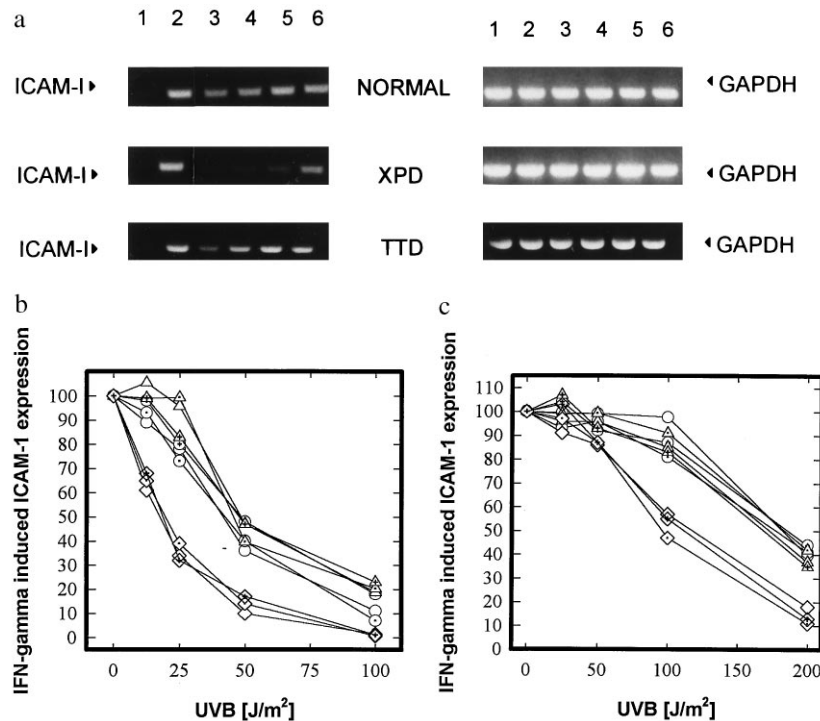 a
1 2 3 4 5 6
1 2 3 4 5 6
ICAM-I
NORMAL
GAPDH
ICAM-I
XPD
GAPDH
ICAM-I
TTD
GAPDH
b
IFN-gamma induced ICAM-1 expression
100
90
80
70
60
50
40
30
20
10
0
0 25 50 75 100
UVB [J/m²]
c
IFN-gamma induced ICAM-1 expression
110
100
90
80
70
60
50
40
30
20
10
0
0 50 100 150 200
UVB [J/m²]